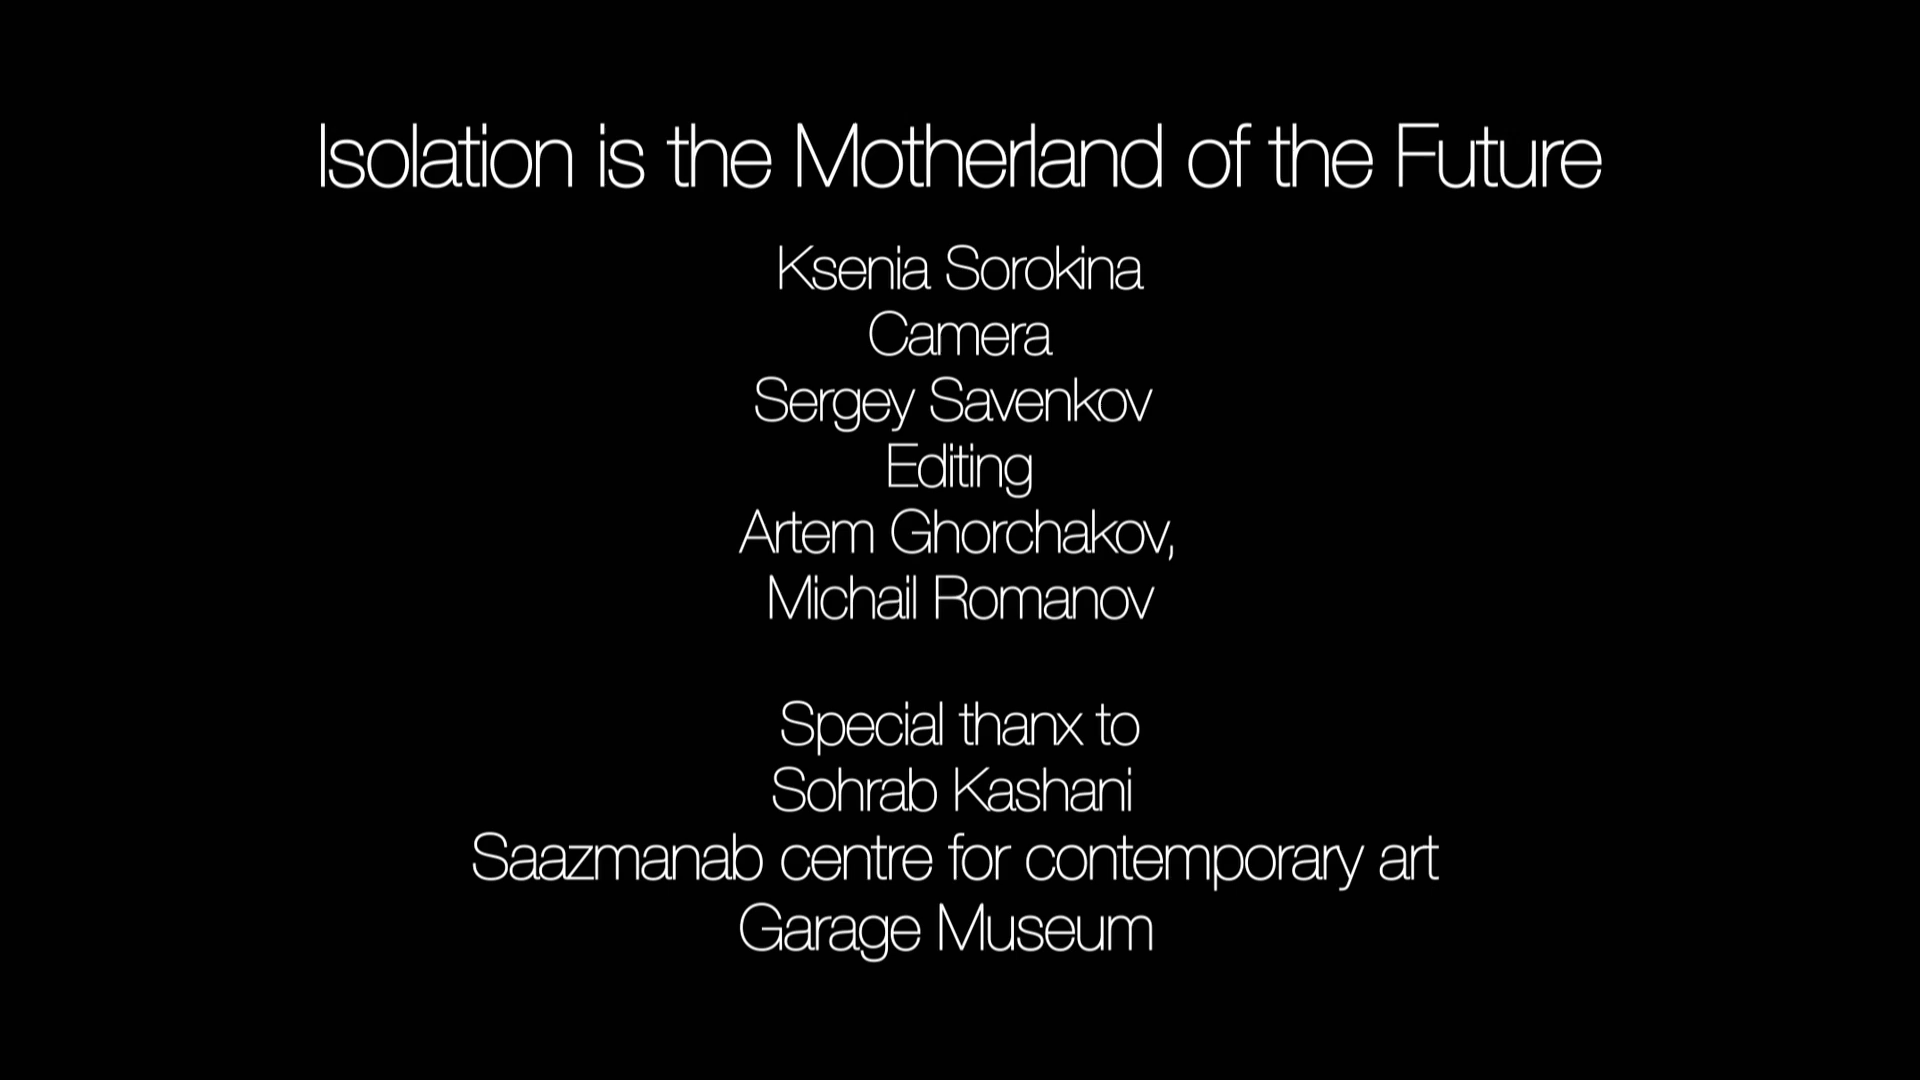 Isolation is the Motherland of the Future
Ksenia Sorokina
Camera
Sergey Savenkov
Editing
Artem Ghorchakov,
Michail Romanov
Special thanx to
Sohrab Kashani
Saazmanab centre for contemporary art
Garage Museum